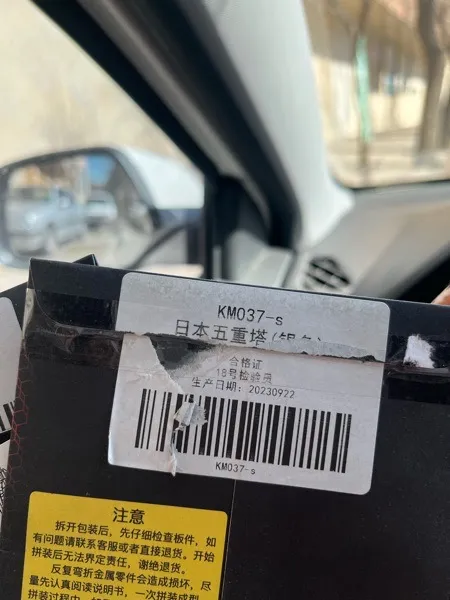 KM037-s
日本五重塔(银色)
合格证
18号检验员
生产日期: 20230922
KM037-s
注意
拆开包装后，先仔细检查板件，如
有问题请联系客服或者直接退货。开始
拼装后无法界定责任，谢绝退货。
反复弯折金属零件会造成损坏，尽
量先认真阅读说明书，一次拼装成型